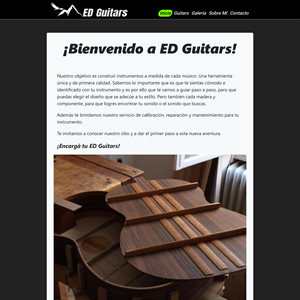 ED Guitars
Inicio Guitars Galeria Sobre Mi Contacto
¡Bienvenido a ED Guitars!
Nuestro objetivo es construir instrumentos a medida de cada músico. Una herramienta
única y de primera calidad. Sabemos lo importante que es que te sientas cómodo e
identificado con tu instrumento y es por ello que te vamos a guiar paso a paso, para que
puedas elegir el diseño que se adecue a tu estilo. Pero también cada madera y
componente, para que logres encontrar tu sonido o el sonido que buscas.
Además te brindamos nuestro servicio de calibración, reparación y mantenimiento para tu
instrumento.
Te invitamos a conocer nuestro sitio y a dar el primer paso a esta nueva aventura.
¡Encargá tu ED Guitars!